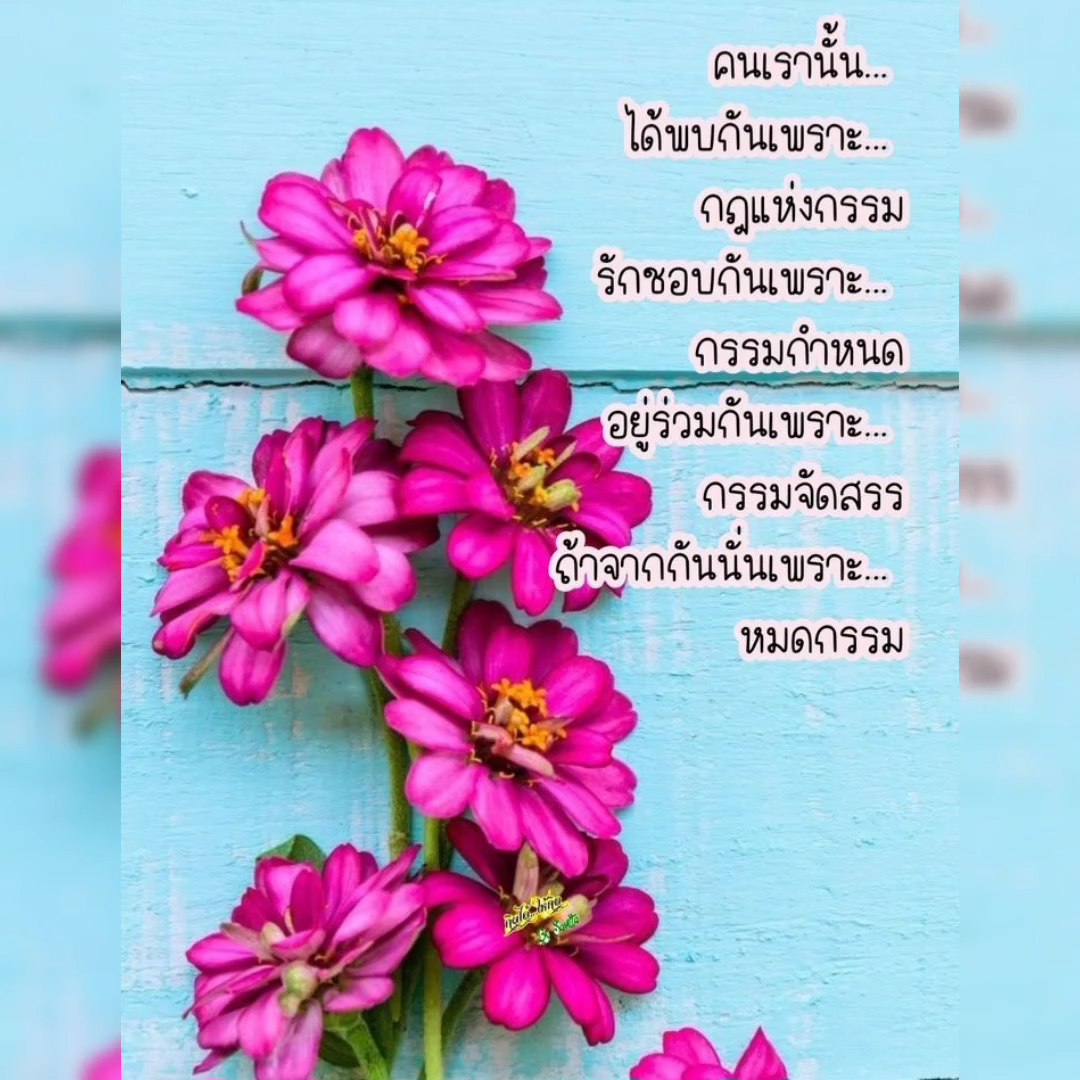 คนเรานั้น...
ได้พบกันเพราะ...
กฎแห่งกรรม
รักชอบกันเพราะ...
กรรมกำหนด
อยู่ร่วมกันเพราะ...
กรรมจัดสรร
ถ้าจากกันนั่นเพราะ...
หมดกรรม